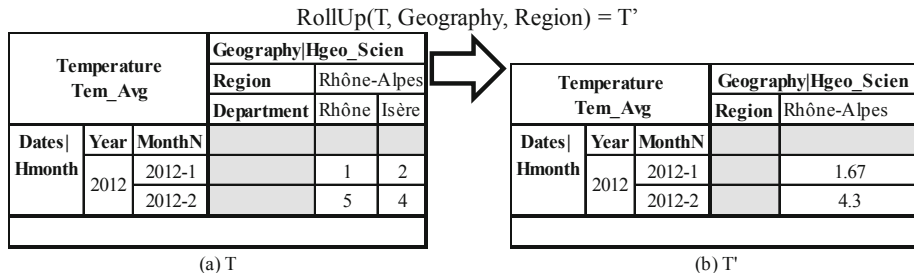 RollUp(T, Geography, Region) = T’
Temperature
Tem_Avg
Geography|Hgeo_Scien
Region Rhône-Alpes
Department Rhône Isère
Dates|
Hmonth
Year MonthN
2012
2012-1 1 2
2012-2 5 4
(a) T
Temperature
Tem_Avg
Geography|Hgeo_Scien
Region Rhône-Alpes
Dates|
Hmonth
Year MonthN
2012
2012-1 1.67
2012-2 4.3
(b) T'